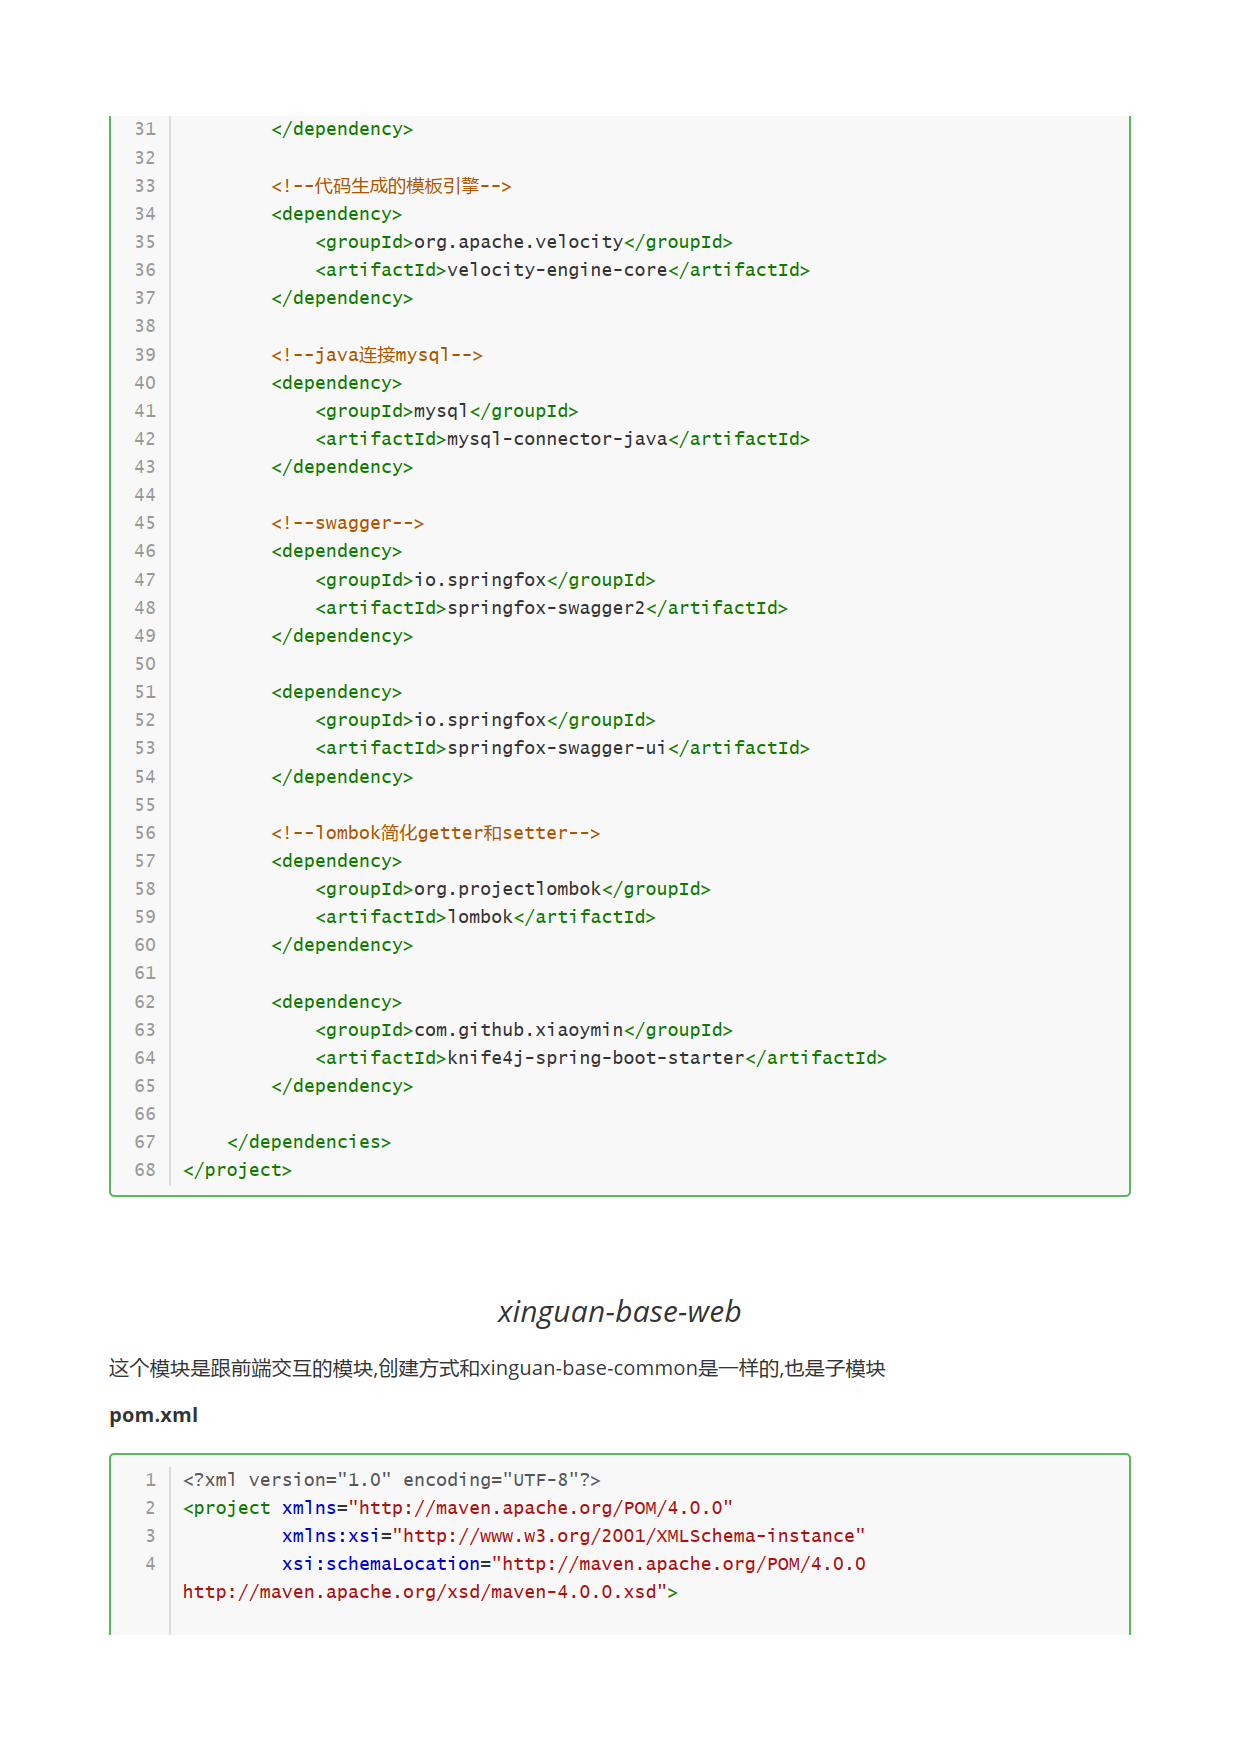 31         </dependency>
32
33         <!--代码生成的模板引擎-->
34         <dependency>
35             <groupId>org.apache.velocity</groupId>
36             <artifactId>velocity-engine-core</artifactId>
37         </dependency>
38
39         <!--java连接mysql-->
40         <dependency>
41             <groupId>mysql</groupId>
42             <artifactId>mysql-connector-java</artifactId>
43         </dependency>
44
45         <!--swagger-->
46         <dependency>
47             <groupId>io.springfox</groupId>
48             <artifactId>springfox-swagger2</artifactId>
49         </dependency>
50
51         <dependency>
52             <groupId>io.springfox</groupId>
53             <artifactId>springfox-swagger-ui</artifactId>
54         </dependency>
55
56         <!--lombok简化getter和setter-->
57         <dependency>
58             <groupId>org.projectlombok</groupId>
59             <artifactId>lombok</artifactId>
60         </dependency>
61
62         <dependency>
63             <groupId>com.github.xiaoymin</groupId>
64             <artifactId>knife4j-spring-boot-starter</artifactId>
65         </dependency>
66
67     </dependencies>
68 </project>
xinguan-base-web
这个模块是跟前端交互的模块,创建方式和xinguan-base-common是一样的,也是子模块
pom.xml
1 <?xml version="1.0" encoding="UTF-8"?>
2 <project xmlns="http://maven.apache.org/POM/4.0.0"
3          xmlns:xsi="http://www.w3.org/2001/XMLSchema-instance"
4          xsi:schemaLocation="http://maven.apache.org/POM/4.0.0
http://maven.apache.org/xsd/maven-4.0.0.xsd">